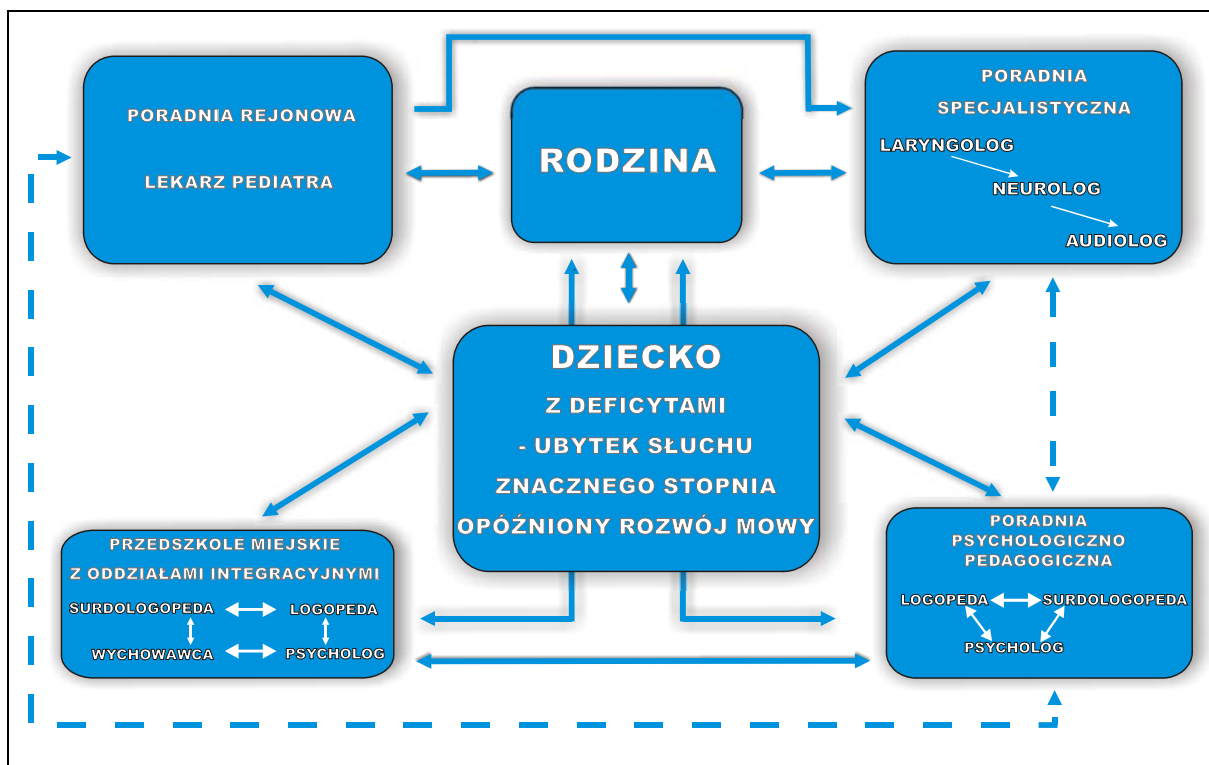 PORADNIA REJONOWA
LEKARZ PEDIATRA
RODZINA
PORADNIA
SPECJALISTYCZNA
LARYNGOLOG
NEUROLOG
AUDIOLOG
DZIECKO
Z DEFICYTAMI
- UBYTEK SŁUCHU
ZNACZNEGO STOPNIA
OPÓŹNIONY ROZWÓJ MOWY
PRZEDSZKOLE MIEJSKIE
Z ODDZIAŁAMI INTEGRACYJNYMI
SURDOLOGOPEDA LOGOPEDA
WYCHOWAWCA PSYCHOLOG
PORADNIA
PSYCHOLOGICZNO
PEDAGOGICZNA
LOGOPEDA SURDOLOGOPEDA
PSYCHOLOG